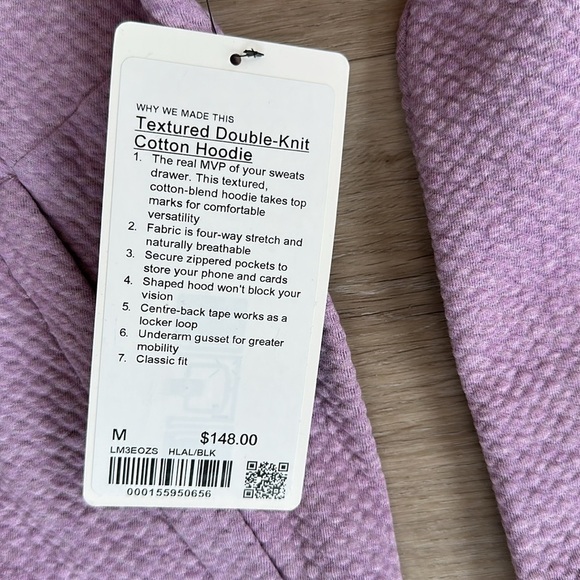 WHY WE MADE THIS
Textured Double-Knit
Cotton Hoodie
1. The real MVP of your sweats
drawer. This textured,
cotton-blend hoodie takes top
marks for comfortable
versatility
2. Fabric is four-way stretch and
naturally breathable
3. Secure zippered pockets to
store your phone and cards
4. Shaped hood won't block your
vision
5. Centre-back tape works as a
locker loop
6. Underarm gusset for greater
mobility
7. Classic fit
M $148.00
LM3EOZS HLAL/BLK
000155950656